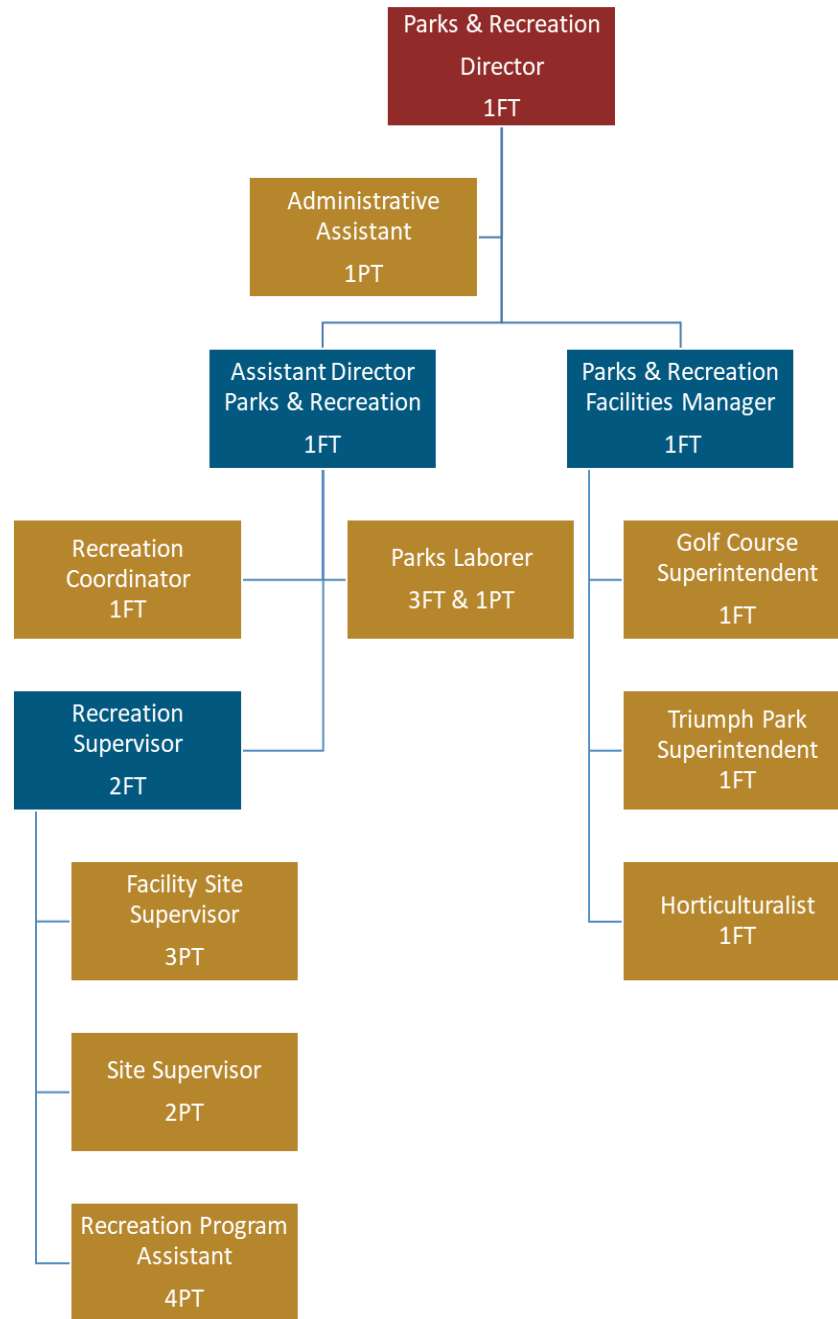 Parks & Recreation
Director
1FT
Administrative
Assistant
1PT
Assistant Director
Parks & Recreation
1FT
Parks & Recreation
Facilities Manager
1FT
Recreation
Coordinator
1FT
Parks Laborer
3FT & 1PT
Golf Course
Superintendent
1FT
Recreation
Supervisor
2FT
Triumph Park
Superintendent
1FT
Facility Site
Supervisor
3PT
Horticulturalist
1FT
Site Supervisor
2PT
Recreation Program
Assistant
4PT